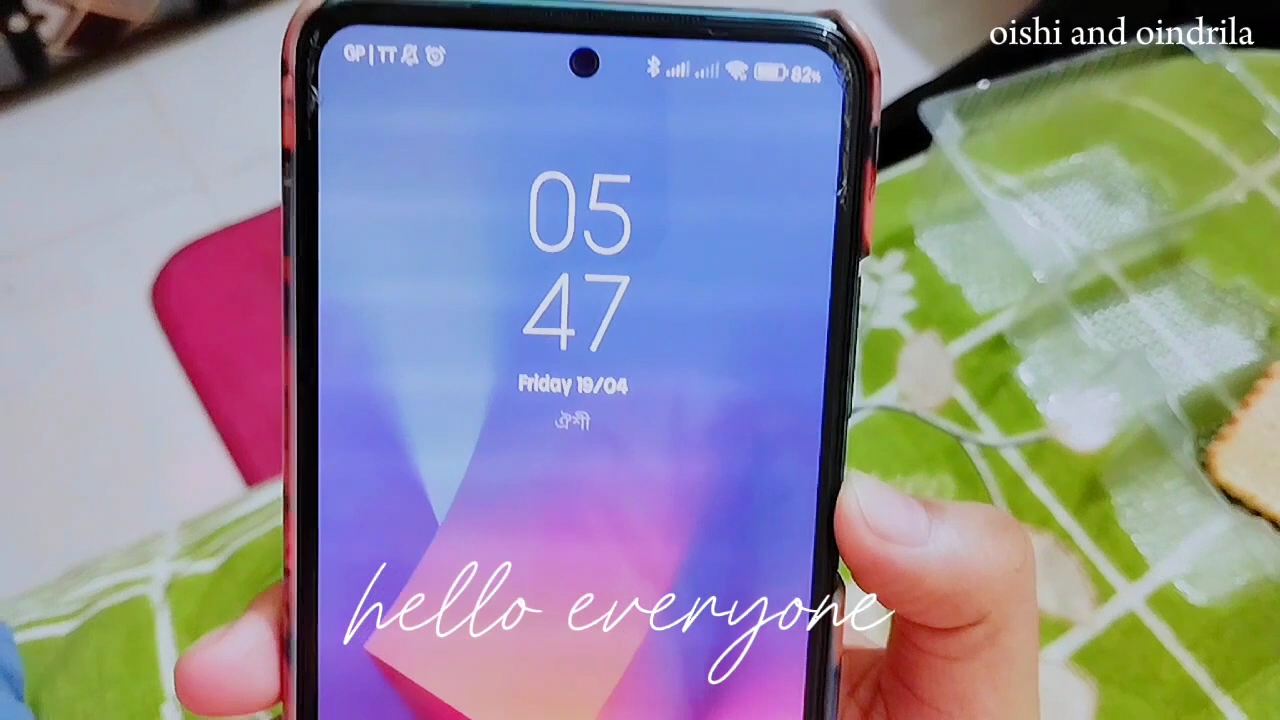 oishi and oindrila
GP | TT 82%
05
47
Friday 19/04
ঐশী
hello everyone